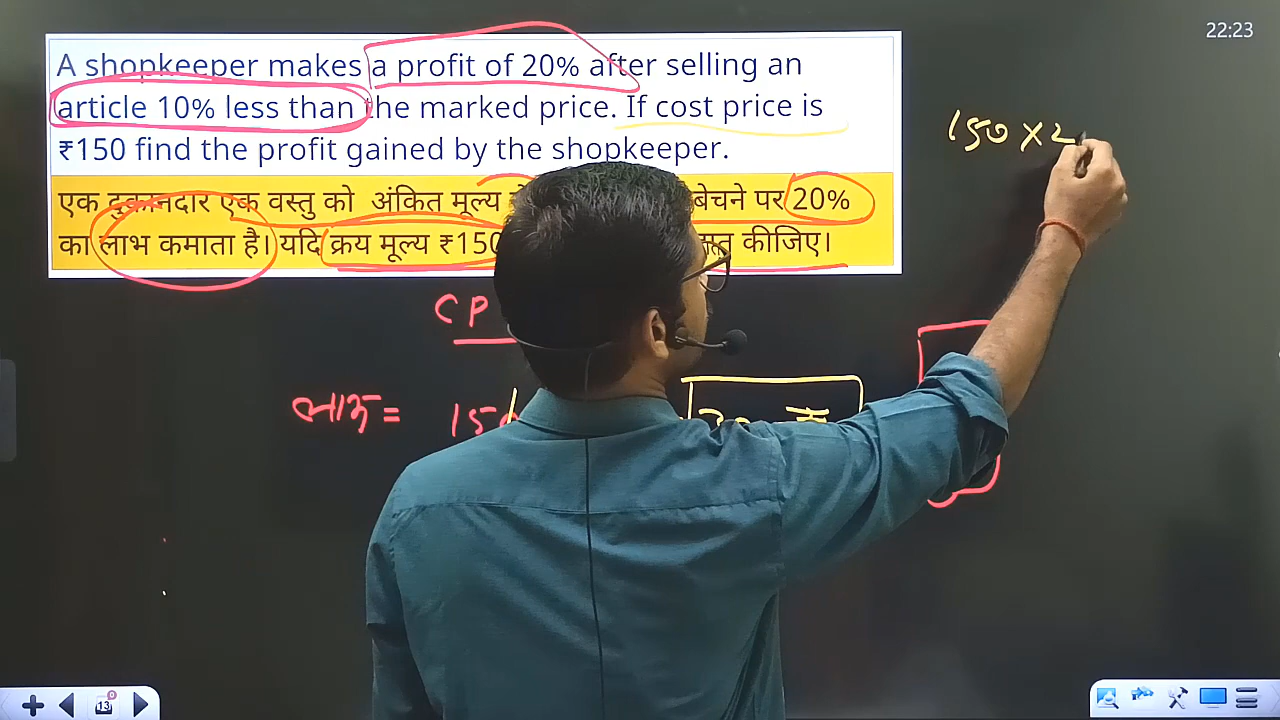 22:23
A shopkeeper makes a profit of 20% after selling an
article 10% less than the marked price. If cost price is
₹150 find the profit gained by the shopkeeper.
एक दुकानदार एक वस्तु को अंकित मूल्य बेचने पर 20%
का लाभ कमाता है। यदि क्रय मूल्य ₹150 कीजिए।
150 × 2
CP
लाभ = 150
30 ₹
13